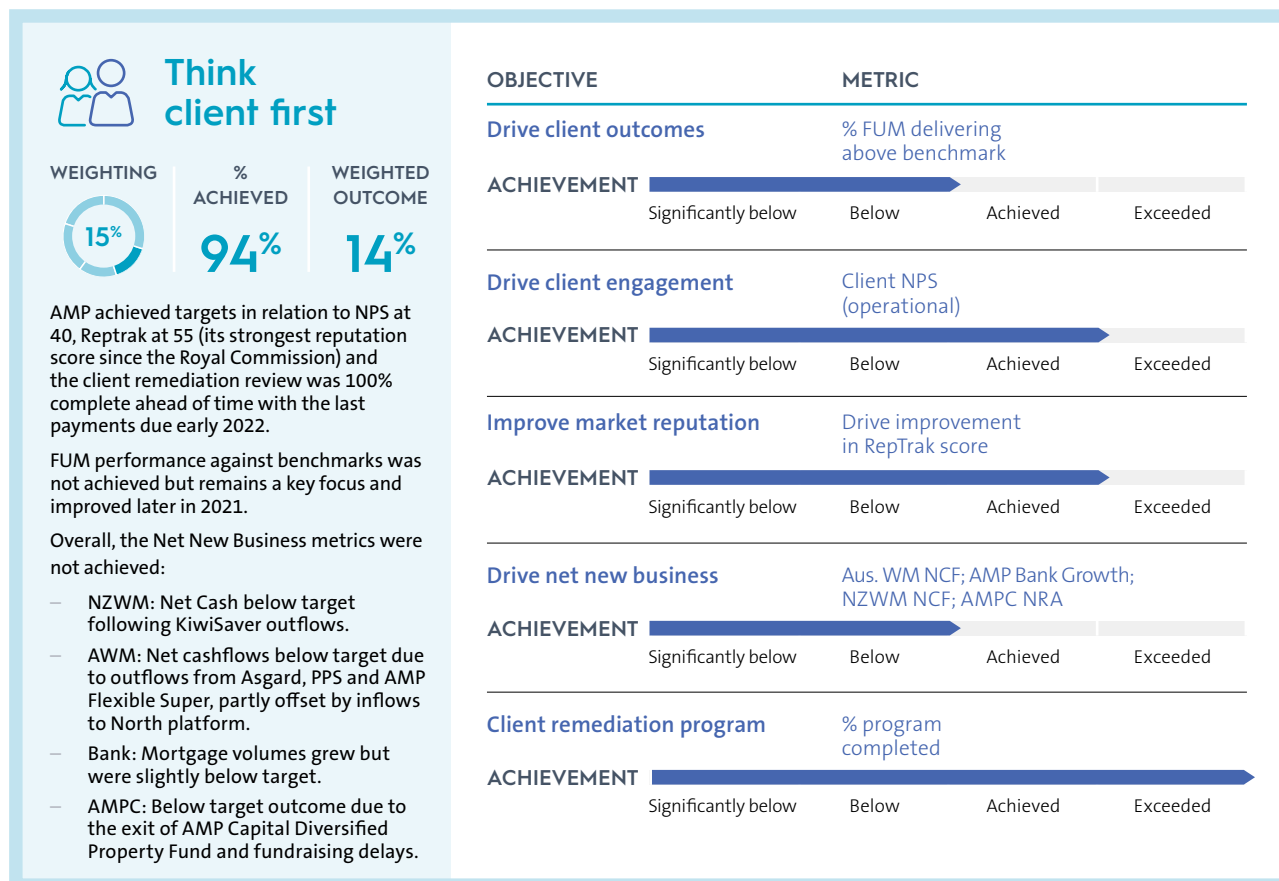 Think
client first
WEIGHTING
15%
%
ACHIEVED
94%
WEIGHTED
OUTCOME
14%
AMP achieved targets in relation to NPS at
40, Reptrak at 55 (its strongest reputation
score since the Royal Commission) and
the client remediation review was 100%
complete ahead of time with the last
payments due early 2022.
FUM performance against benchmarks was
not achieved but remains a key focus and
improved later in 2021.
Overall, the Net New Business metrics were
not achieved:
– NZWM: Net Cash below target
following KiwiSaver outflows.
– AWM: Net cashflows below target due
to outflows from Asgard, PPS and AMP
Flexible Super, partly offset by inflows
to North platform.
– Bank: Mortgage volumes grew but
were slightly below target.
– AMPC: Below target outcome due to
the exit of AMP Capital Diversified
Property Fund and fundraising delays.
OBJECTIVE METRIC
Drive client outcomes
% FUM delivering
above benchmark
ACHIEVEMENT
Significantly below Below Achieved Exceeded
Drive client engagement
Client NPS
(operational)
ACHIEVEMENT
Significantly below Below Achieved Exceeded
Improve market reputation
Drive improvement
in RepTrak score
ACHIEVEMENT
Significantly below Below Achieved Exceeded
Drive net new business
Aus. WM NCF; AMP Bank Growth;
NZWM NCF; AMPC NRA
ACHIEVEMENT
Significantly below Below Achieved Exceeded
Client remediation program
% program
completed
ACHIEVEMENT
Significantly below Below Achieved Exceeded